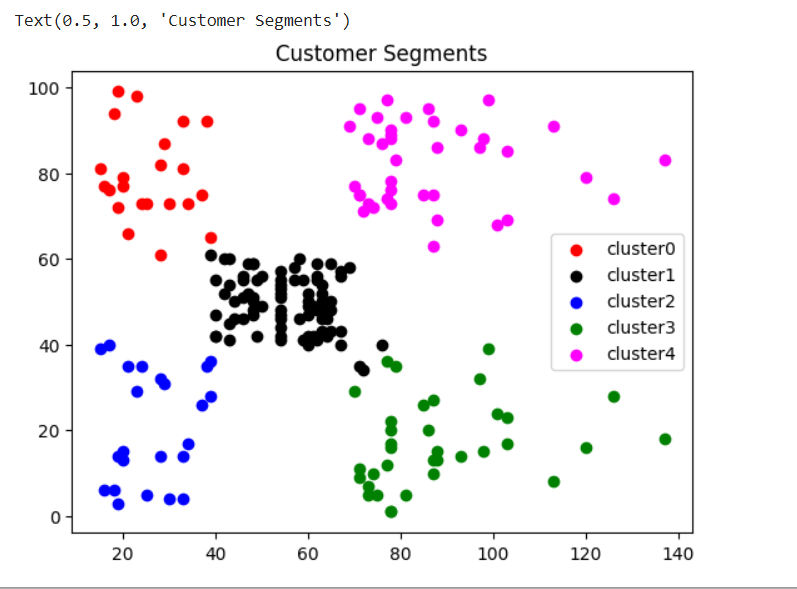 Text(0.5, 1.0, 'Customer Segments')
Customer Segments
100
80
60
40
20
0
cluster0
cluster1
cluster2
cluster3
cluster4
20 40 60 80 100 120 140